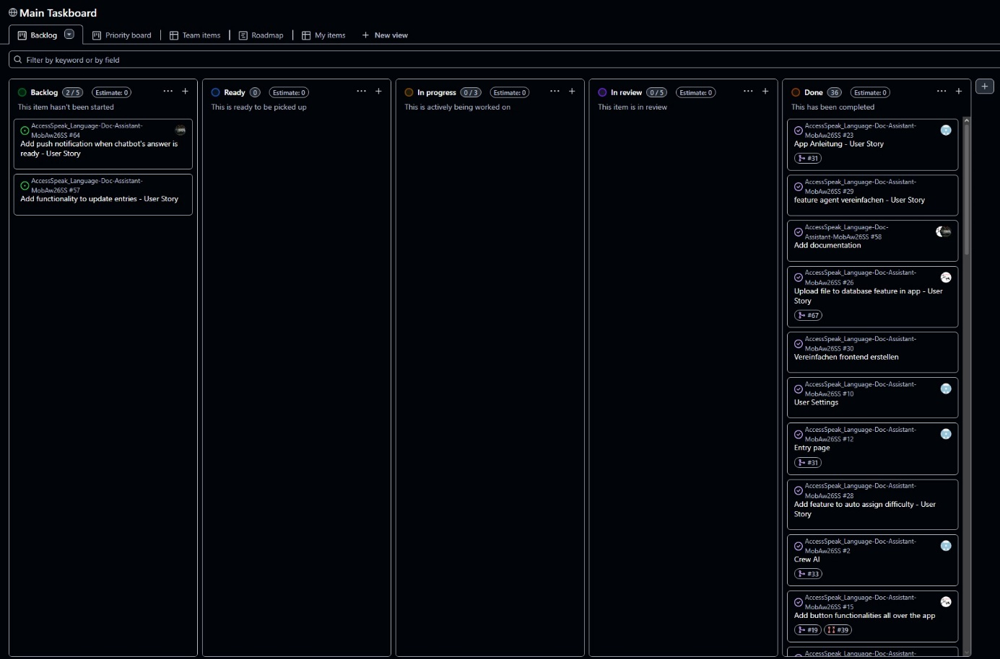 Main Taskboard
Backlog
Priority board
Team items
Roadmap
My items
New view
Filter by keyword or by field
Backlog 2 / 5 Estimate: 0
This item hasn't been started
AccessSpeak_Language-Doc-Assistant-
MobAw26SS #64
Add push notification when chatbot's answer is
ready - User Story
AccessSpeak_Language-Doc-Assistant-
MobAw26SS #57
Add functionality to update entries - User Story
Ready 0 Estimate: 0
This is ready to be picked up
In progress 0 / 3 Estimate: 0
This is actively being worked on
In review 0 / 5 Estimate: 0
This item is in review
Done 36 Estimate: 0
This has been completed
AccessSpeak_Language-Doc-Assistant-
MobAw26SS #23
App Anleitung - User Story
#31
AccessSpeak_Language-Doc-Assistant-
MobAw26SS #29
feature agent vereinfachen - User Story
AccessSpeak_Language-Doc-
Assistant-MobAw26SS #58
Add documentation
AccessSpeak_Language-Doc-Assistant-
MobAw26SS #26
Upload file to database feature in app - User
Story
#67
AccessSpeak_Language-Doc-Assistant-
MobAw26SS #30
Vereinfachen frontend erstellen
AccessSpeak_Language-Doc-Assistant-
MobAw26SS #10
User Settings
AccessSpeak_Language-Doc-Assistant-
MobAw26SS #12
Entry page
#31
AccessSpeak_Language-Doc-Assistant-
MobAw26SS #28
Add feature to auto assign difficulty - User
Story
AccessSpeak_Language-Doc-Assistant-
MobAw26SS #2
Crew AI
#33
AccessSpeak_Language-Doc-Assistant-
MobAw26SS #15
Add button functionalities all over the app
#19 #39
AccessSpeak_Language-Doc-Assistant-